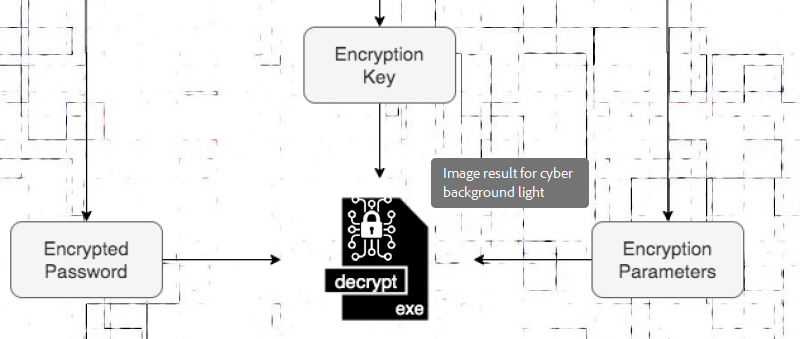 Encryption
Key
Image result for cyber
background light
Encrypted
Password
decrypt
exe
Encryption
Parameters